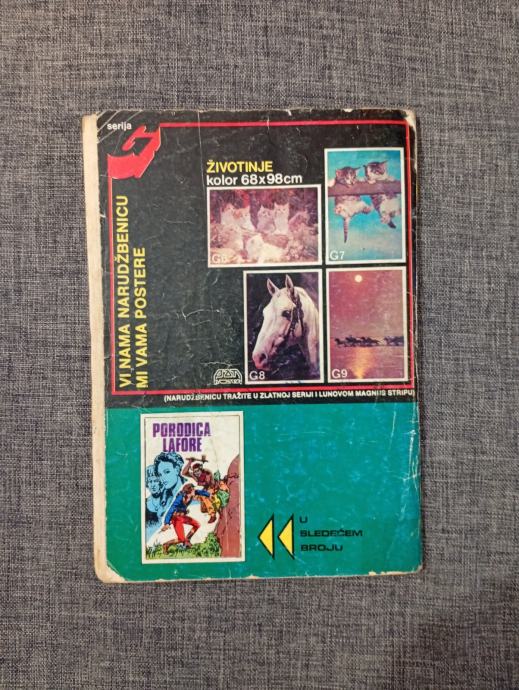 serija
G
ŽIVOTINJE
kolor 68x98cm
VI NAMA NARUDŽBENICU
MI VAMA POSTERE
G6
G7
G8
G9
(NARUDŽBENICU TRAŽITE U ZLATNOJ SERIJI I LUNOVOM MAGNUS STRIPU)
PORODICA
LAFORE
U
SLEDEĆEM
BROJU